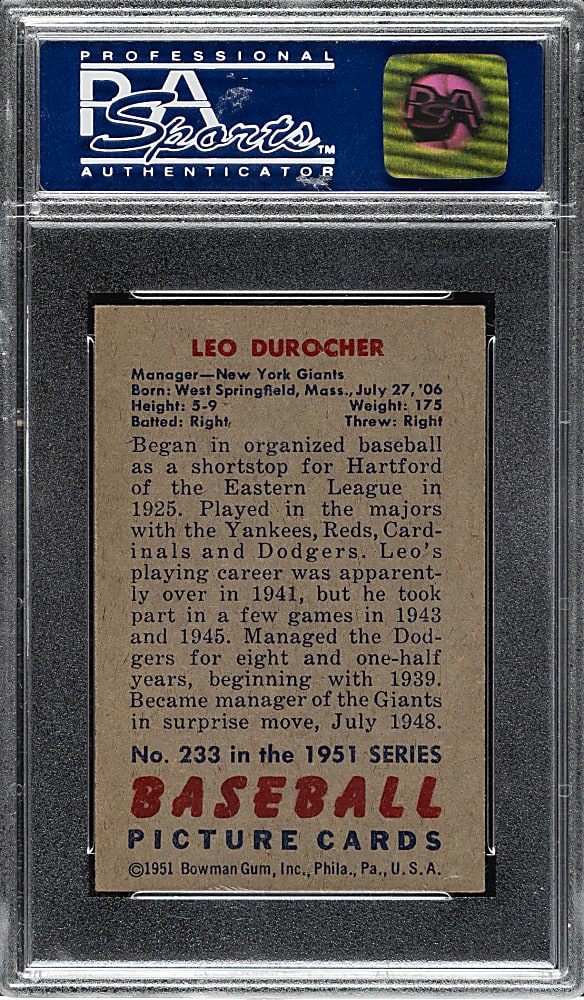 PROFESSIONAL
PSA
Sports™
AUTHENTICATOR
PSA
LEO DUROCHER
Manager—New York Giants
Born: West Springfield, Mass., July 27, '06
Height: 5-9 Weight: 175
Batted: Right Threw: Right
Began in organized baseball
as a shortstop for Hartford
of the Eastern League in
1925. Played in the majors
with the Yankees, Reds, Card-
inals and Dodgers. Leo's
playing career was apparent-
ly over in 1941, but he took
part in a few games in 1943
and 1945. Managed the Dod-
gers for eight and one-half
years, beginning with 1939.
Became manager of the Giants
in surprise move, July 1948.
No. 233 in the 1951 SERIES
BASEBALL
PICTURE CARDS
©1951 Bowman Gum, Inc., Phila., Pa., U.S.A.